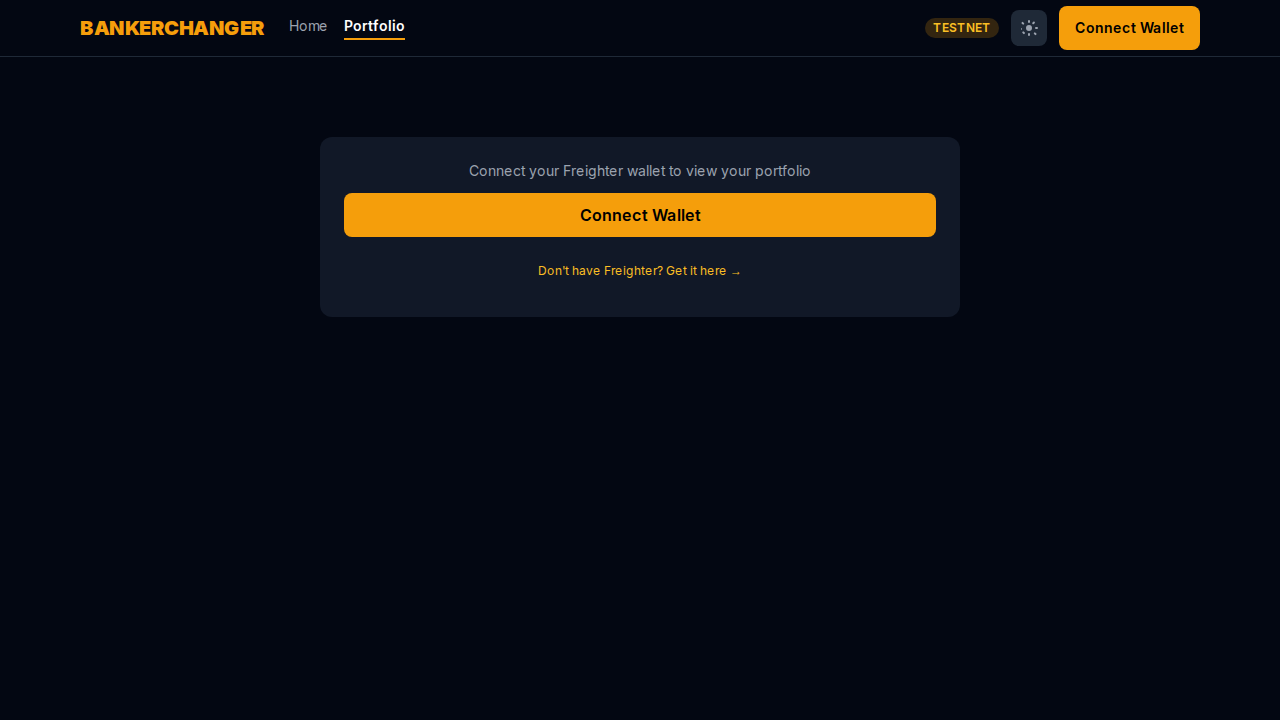 BANKERCHANGER Home Portfolio TESTNET Connect Wallet
Connect your Freighter wallet to view your portfolio
Connect Wallet
Don't have Freighter? Get it here →